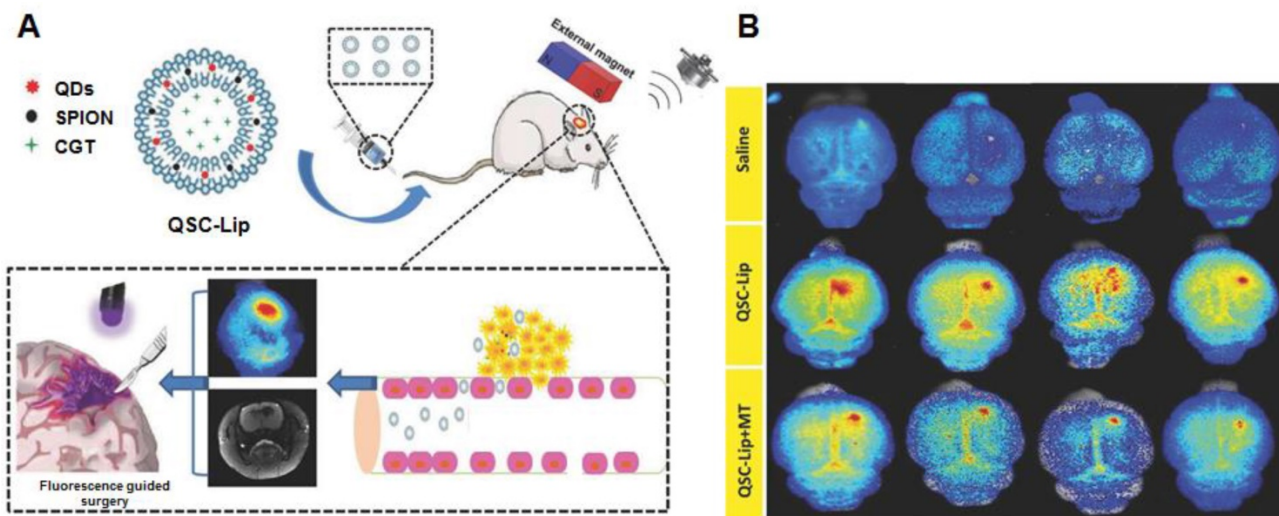 A
QDs
SPION
CGT
QSC-Lip
External magnet
N
S
Fluorescence guided
surgery
B
Saline
QSC-Lip
QSC-Lip+MT